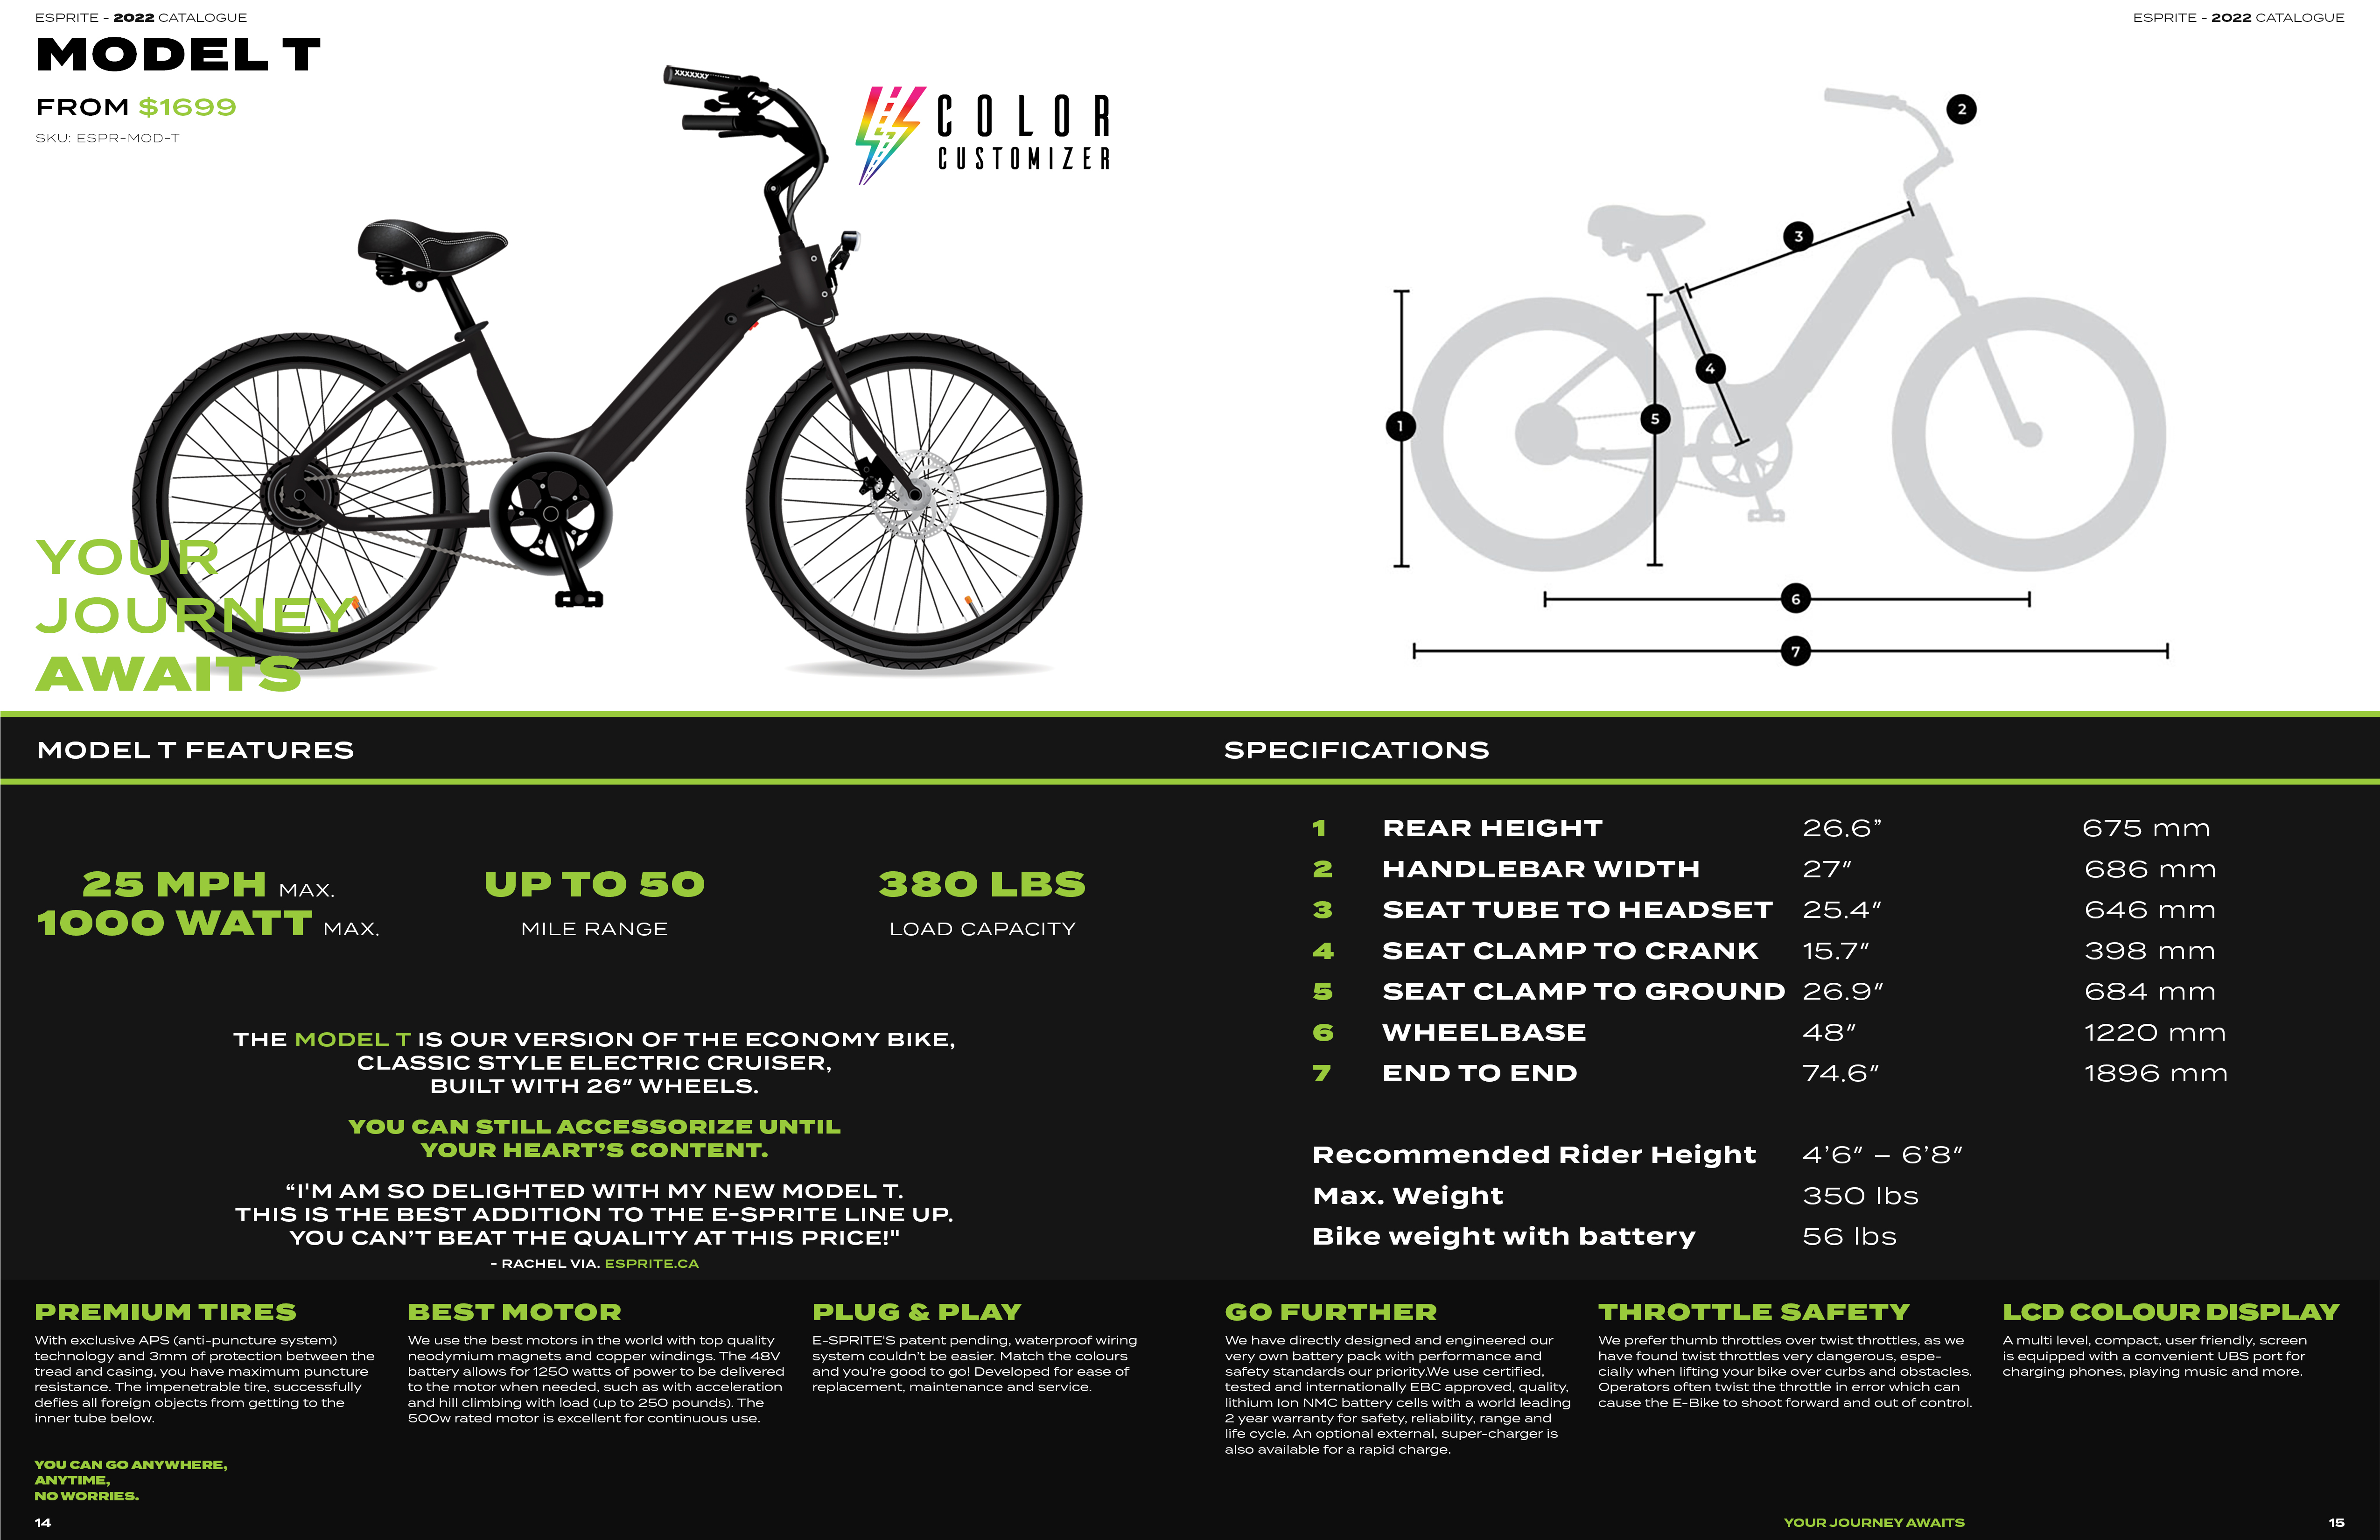 ESPRITE - 2022 CATALOGUE
MODEL T
FROM $1699
SKU: ESPR-MOD-T
XXXXXXX
COLOR
CUSTOMIZER
YOUR
JOURNEY
AWAITS
ESPRITE - 2022 CATALOGUE
2
3
4
1
5
6
7
MODEL T FEATURES
25 MPH MAX.
1000 WATT MAX.
UP TO 50
MILE RANGE
380 LBS
LOAD CAPACITY
THE MODEL T IS OUR VERSION OF THE ECONOMY BIKE,
CLASSIC STYLE ELECTRIC CRUISER,
BUILT WITH 26″ WHEELS.
YOU CAN STILL ACCESSORIZE UNTIL
YOUR HEART’S CONTENT.
“I'M AM SO DELIGHTED WITH MY NEW MODEL T.
THIS IS THE BEST ADDITION TO THE E-SPRITE LINE UP.
YOU CAN’T BEAT THE QUALITY AT THIS PRICE!"
- RACHEL VIA. ESPRITE.CA
SPECIFICATIONS
1 REAR HEIGHT 26.6” 675 mm
2 HANDLEBAR WIDTH 27″ 686 mm
3 SEAT TUBE TO HEADSET 25.4″ 646 mm
4 SEAT CLAMP TO CRANK 15.7″ 398 mm
5 SEAT CLAMP TO GROUND 26.9″ 684 mm
6 WHEELBASE 48″ 1220 mm
7 END TO END 74.6″ 1896 mm
Recommended Rider Height 4’6″ – 6’8″
Max. Weight 350 lbs
Bike weight with battery 56 lbs
PREMIUM TIRES
With exclusive APS (anti-puncture system)
technology and 3mm of protection between the
tread and casing, you have maximum puncture
resistance. The impenetrable tire, successfully
defies all foreign objects from getting to the
inner tube below.
YOU CAN GO ANYWHERE,
ANYTIME,
NO WORRIES.
BEST MOTOR
We use the best motors in the world with top quality
neodymium magnets and copper windings. The 48V
battery allows for 1250 watts of power to be delivered
to the motor when needed, such as with acceleration
and hill climbing with load (up to 250 pounds). The
500w rated motor is excellent for continuous use.
PLUG & PLAY
E-SPRITE'S patent pending, waterproof wiring
system couldn’t be easier. Match the colours
and you’re good to go! Developed for ease of
replacement, maintenance and service.
GO FURTHER
We have directly designed and engineered our
very own battery pack with performance and
safety standards our priority.We use certified,
tested and internationally EBC approved, quality,
lithium Ion NMC battery cells with a world leading
2 year warranty for safety, reliability, range and
life cycle. An optional external, super-charger is
also available for a rapid charge.
THROTTLE SAFETY
We prefer thumb throttles over twist throttles, as we
have found twist throttles very dangerous, espe-
cially when lifting your bike over curbs and obstacles.
Operators often twist the throttle in error which can
cause the E-Bike to shoot forward and out of control.
LCD COLOUR DISPLAY
A multi level, compact, user friendly, screen
is equipped with a convenient UBS port for
charging phones, playing music and more.
14
YOUR JOURNEY AWAITS
15